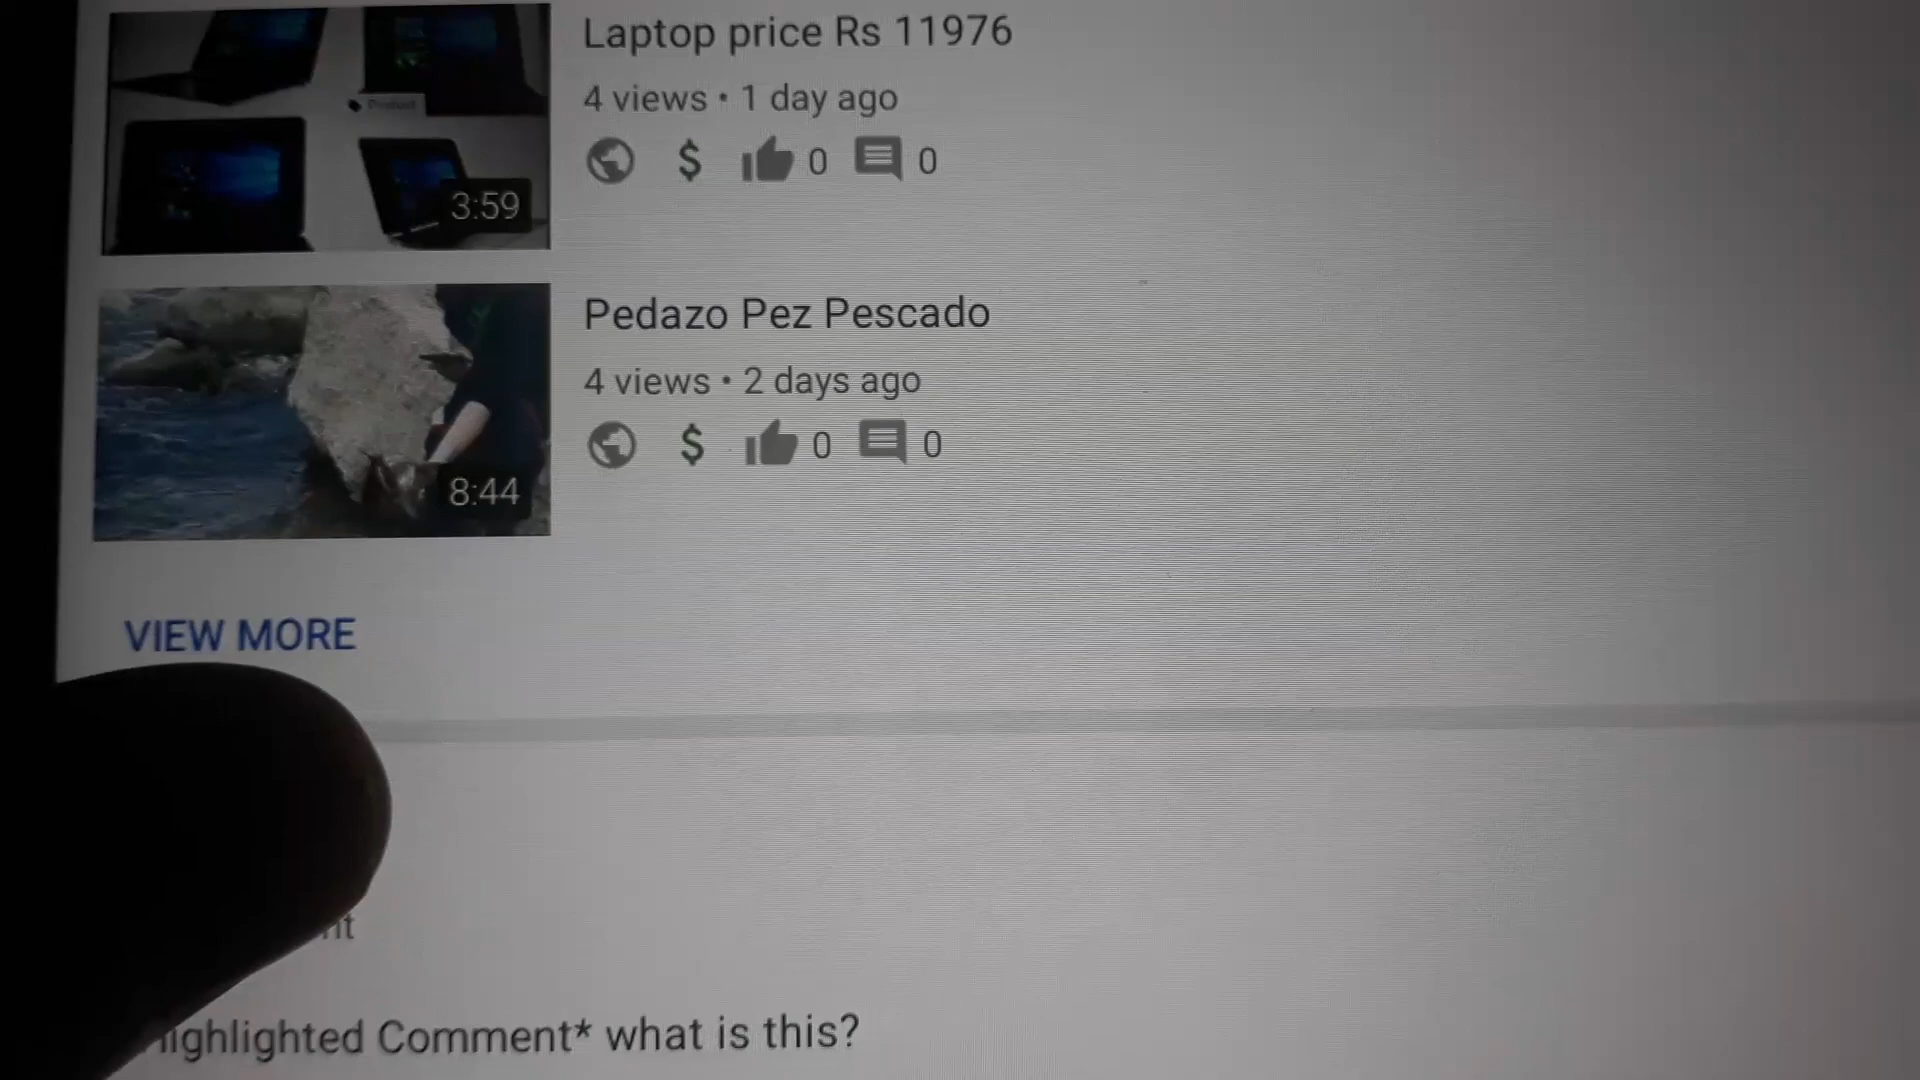 Laptop price Rs 11976
4 views • 1 day ago
Product
$ 0 0
3:59
Pedazo Pez Pescado
4 views • 2 days ago
$ 0 0
8:44
VIEW MORE
Comment* what is this?